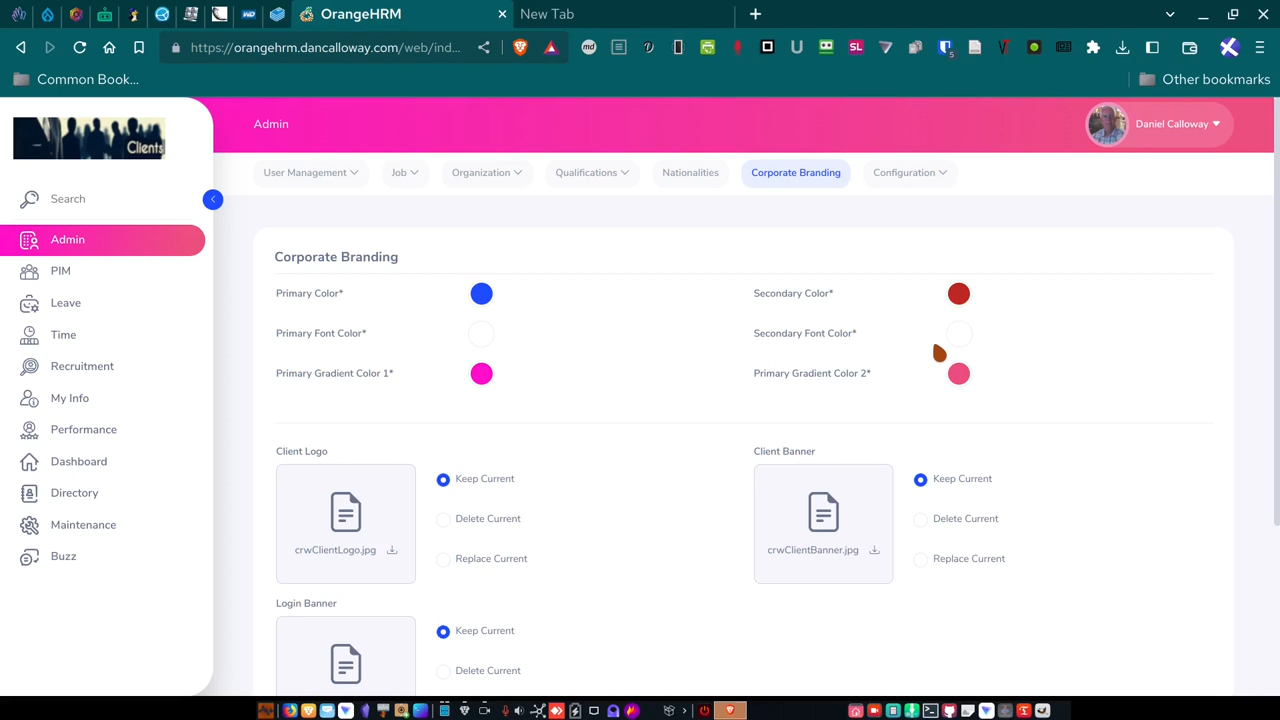 OrangeHRM
New Tab
https://orangehrm.dancalloway.com/web/ind...
Common Book...
Other bookmarks
Clients
Admin
Daniel Calloway
Search
User Management
Job
Organization
Qualifications
Nationalities
Corporate Branding
Configuration
Admin
PIM
Leave
Time
Recruitment
My Info
Performance
Dashboard
Directory
Maintenance
Buzz
Corporate Branding
Primary Color*
Secondary Color*
Primary Font Color*
Secondary Font Color*
Primary Gradient Color 1*
Primary Gradient Color 2*
Client Logo
Client Banner
Keep Current
Delete Current
Replace Current
crwClientLogo.jpg
Keep Current
Delete Current
Replace Current
crwClientBanner.jpg
Login Banner
Keep Current
Delete Current